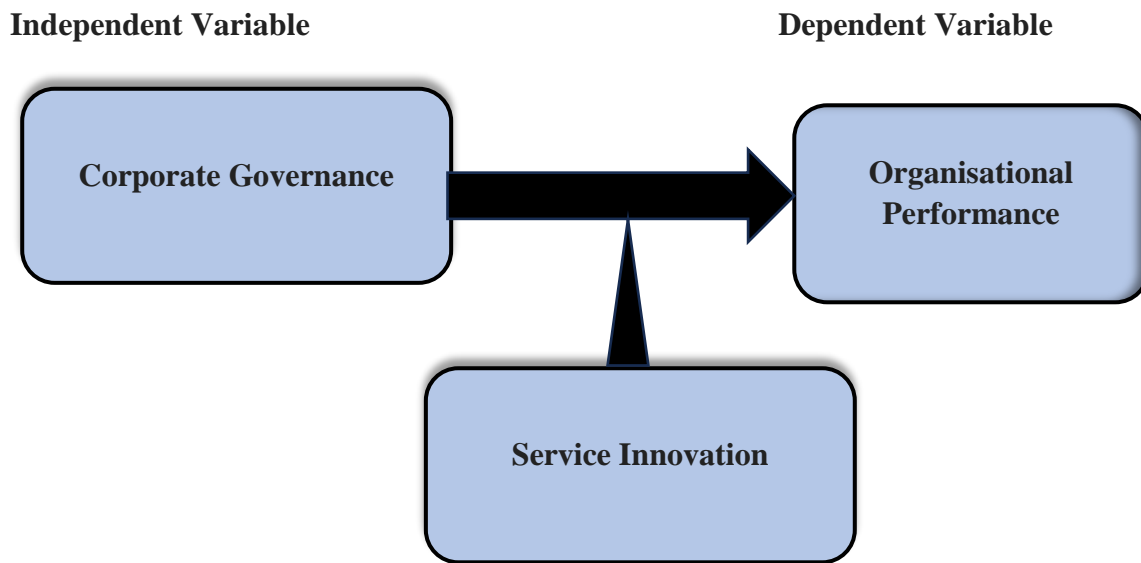 Independent Variable
Dependent Variable
Corporate Governance
Organisational
Performance
Service Innovation